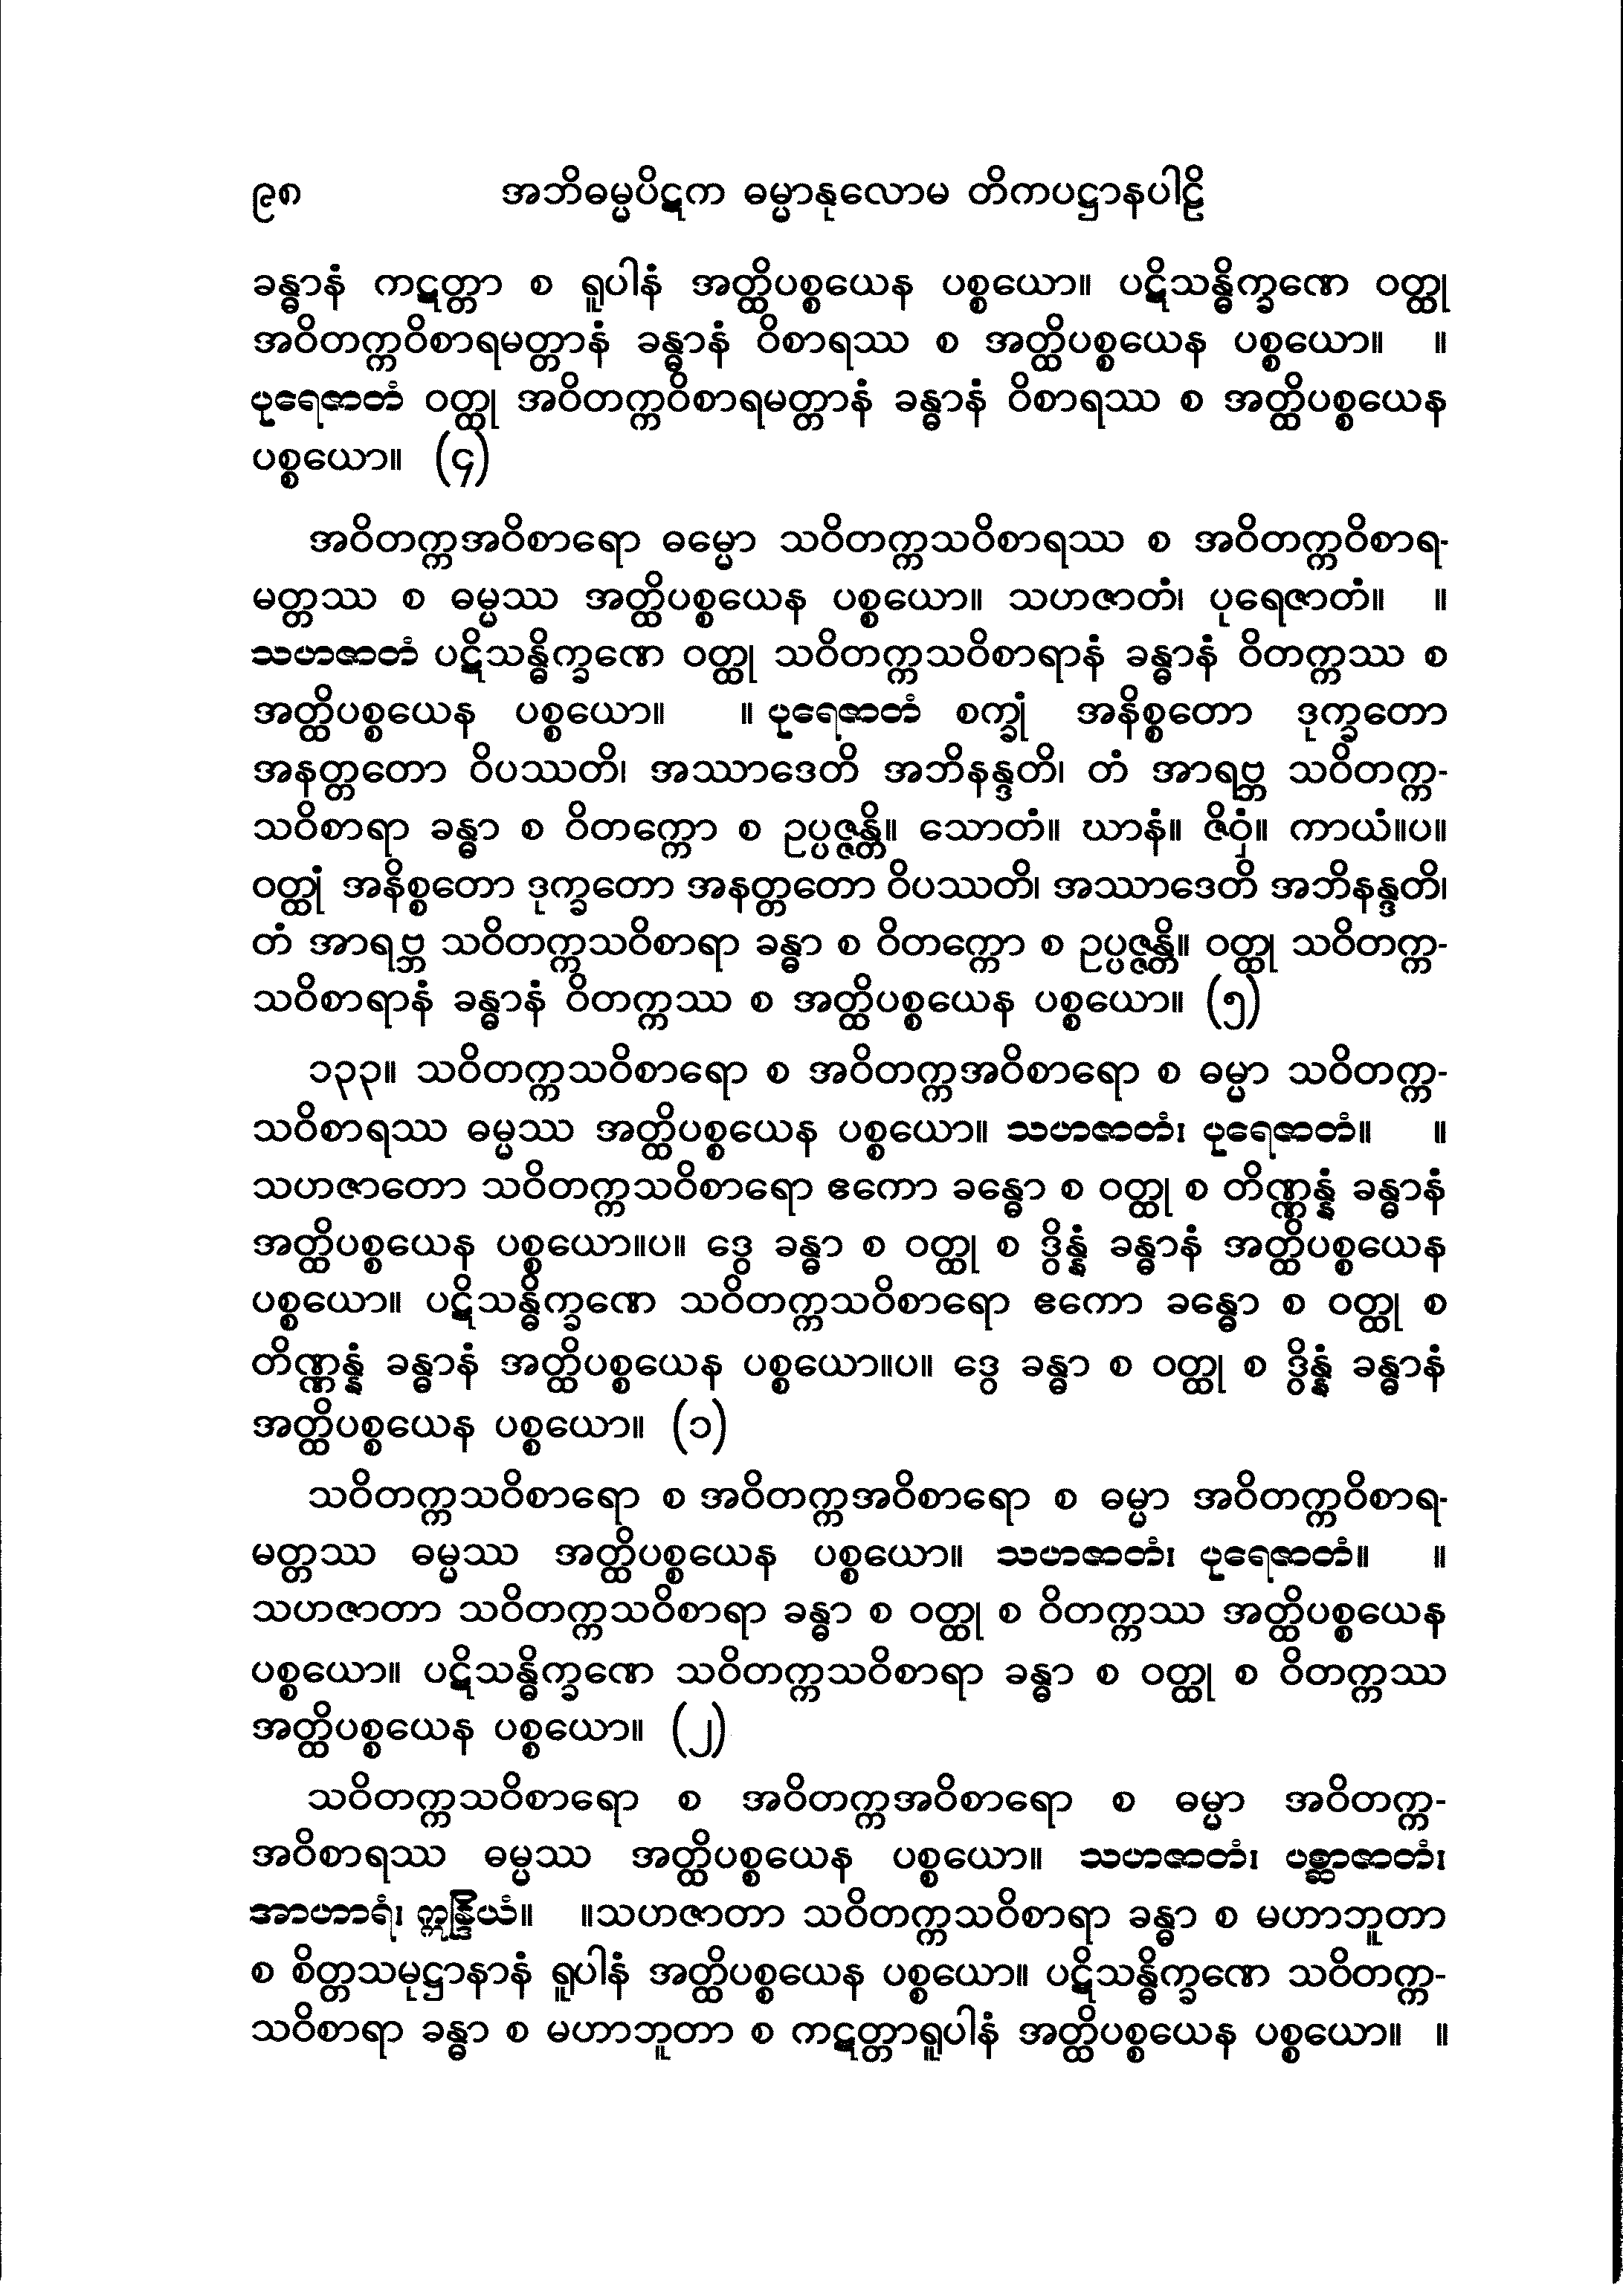 ၉၈ အဘိဓမ္မပိဋက ဓမ္မာနုလောမ တိကပဋ္ဌာနပါဠိ
ခန္ဓာနံ ကဋတ္တာ စ ရူပါနံ အတ္ထိပစ္စယေန ပစ္စယော။ ပဋိသန္ဓိက္ခဏေ ဝတ္ထု
အဝိတက္ကဝိစာရမတ္တာနံ ခန္ဓာနံ ဝိစာရဿ စ အတ္ထိပစ္စယေန ပစ္စယော။ ။
ပုရေဇာတံ ဝတ္ထု အဝိတက္ကဝိစာရမတ္တာနံ ခန္ဓာနံ ဝိစာရဿ စ အတ္ထိပစ္စယေန
ပစ္စယော။ (၄)
အဝိတက္ကအဝိစာရော ဓမ္မော သဝိတက္ကသဝိစာရဿ စ အဝိတက္ကဝိစာရ-
မတ္တဿ စ ဓမ္မဿ အတ္ထိပစ္စယေန ပစ္စယော။ သဟဇာတံ၊ ပုရေဇာတံ။ ။
သဟဇာတံ ပဋိသန္ဓိက္ခဏေ ဝတ္ထု သဝိတက္ကသဝိစာရာနံ ခန္ဓာနံ ဝိတက္ကဿ စ
အတ္ထိပစ္စယေန ပစ္စယော။ ။ ပုရေဇာတံ စက္ခုံ အနိစ္စတော ဒုက္ခတော
အနတ္တတော ဝိပဿတိ၊ အဿာဒေတိ အဘိနန္ဒတိ၊ တံ အာရဗ္ဘ သဝိတက္က-
သဝိစာရာ ခန္ဓာ စ ဝိတက္ကော စ ဥပ္ပဇ္ဇန္တိ။ သောတံ။ ဃာနံ။ ဇိဝှံ။ ကာယံ။ပ။
ဝတ္ထုံ အနိစ္စတော ဒုက္ခတော အနတ္တတော ဝိပဿတိ၊ အဿာဒေတိ အဘိနန္ဒတိ၊
တံ အာရဗ္ဘ သဝိတက္ကသဝိစာရာ ခန္ဓာ စ ဝိတက္ကော စ ဥပ္ပဇ္ဇန္တိ။ ဝတ္ထု သဝိတက္က-
သဝိစာရာနံ ခန္ဓာနံ ဝိတက္ကဿ စ အတ္ထိပစ္စယေန ပစ္စယော။ (၅)
၁၃၃။ သဝိတက္ကသဝိစာရော စ အဝိတက္ကအဝိစာရော စ ဓမ္မာ သဝိတက္က-
သဝိစာရဿ ဓမ္မဿ အတ္ထိပစ္စယေန ပစ္စယော။ သဟဇာတံ၊ ပုရေဇာတံ။ ။
သဟဇာတော သဝိတက္ကသဝိစာရော ဧကော ခန္ဓော စ ဝတ္ထု စ တိဏ္ဏန္နံ ခန္ဓာနံ
အတ္ထိပစ္စယေန ပစ္စယော။ပ။ ဒွေ ခန္ဓာ စ ဝတ္ထု စ ဒွိန္နံ ခန္ဓာနံ အတ္ထိပစ္စယေန
ပစ္စယော။ ပဋိသန္ဓိက္ခဏေ သဝိတက္ကသဝိစာရော ဧကော ခန္ဓော စ ဝတ္ထု စ
တိဏ္ဏန္နံ ခန္ဓာနံ အတ္ထိပစ္စယေန ပစ္စယော။ပ။ ဒွေ ခန္ဓာ စ ဝတ္ထု စ ဒွိန္နံ ခန္ဓာနံ
အတ္ထိပစ္စယေန ပစ္စယော။ (၁)
သဝိတက္ကသဝိစာရော စ အဝိတက္ကအဝိစာရော စ ဓမ္မာ အဝိတက္ကဝိစာရ-
မတ္တဿ ဓမ္မဿ အတ္ထိပစ္စယေန ပစ္စယော။ သဟဇာတံ၊ ပုရေဇာတံ။ ။
သဟဇာတာ သဝိတက္ကသဝိစာရာ ခန္ဓာ စ ဝတ္ထု စ ဝိတက္ကဿ အတ္ထိပစ္စယေန
ပစ္စယော။ ပဋိသန္ဓိက္ခဏေ သဝိတက္ကသဝိစာရာ ခန္ဓာ စ ဝတ္ထု စ ဝိတက္ကဿ
အတ္ထိပစ္စယေန ပစ္စယော။ (၂)
သဝိတက္ကသဝိစာရော စ အဝိတက္ကအဝိစာရော စ ဓမ္မာ အဝိတက္က-
အဝိစာရဿ ဓမ္မဿ အတ္ထိပစ္စယေန ပစ္စယော။ သဟဇာတံ၊ ပစ္ဆာဇာတံ၊
အာဟာရံ၊ ဣန္ဒြိယံ။ ။သဟဇာတာ သဝိတက္ကသဝိစာရာ ခန္ဓာ စ မဟာဘူတာ
စ စိတ္တသမုဋ္ဌာနာနံ ရူပါနံ အတ္ထိပစ္စယေန ပစ္စယော။ ပဋိသန္ဓိက္ခဏေ သဝိတက္က-
သဝိစာရာ ခန္ဓာ စ မဟာဘူတာ စ ကဋတ္တာရူပါနံ အတ္ထိပစ္စယေန ပစ္စယော။ ။